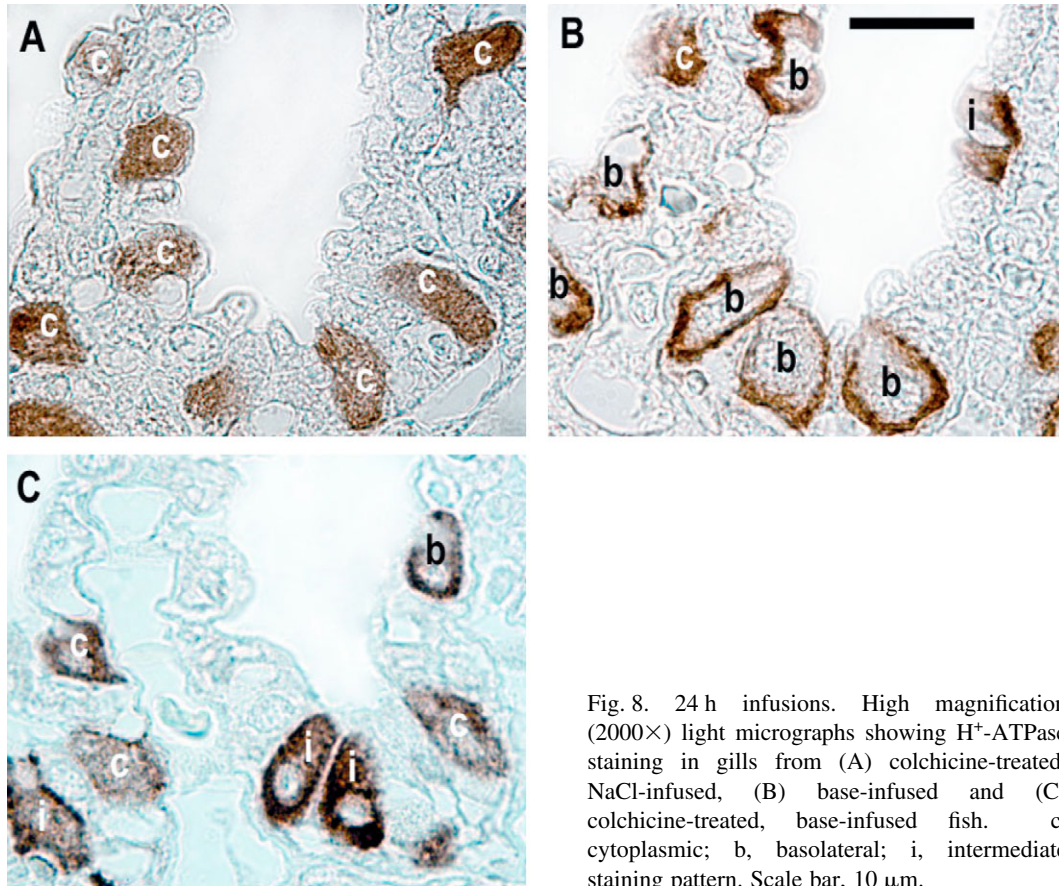 A
c
c
c
c
c
c
c
B
c
b
i
b
b
b
b
b
C
b
c
c
c
i
i
i
Fig. 8. 24 h infusions. High magnification
(2000×) light micrographs showing H⁺-ATPase
staining in gills from (A) colchicine-treated
NaCl-infused, (B) base-infused and (C
colchicine-treated, base-infused fish. c
cytoplasmic; b, basolateral; i, intermediate
staining pattern. Scale bar, 10 μm.